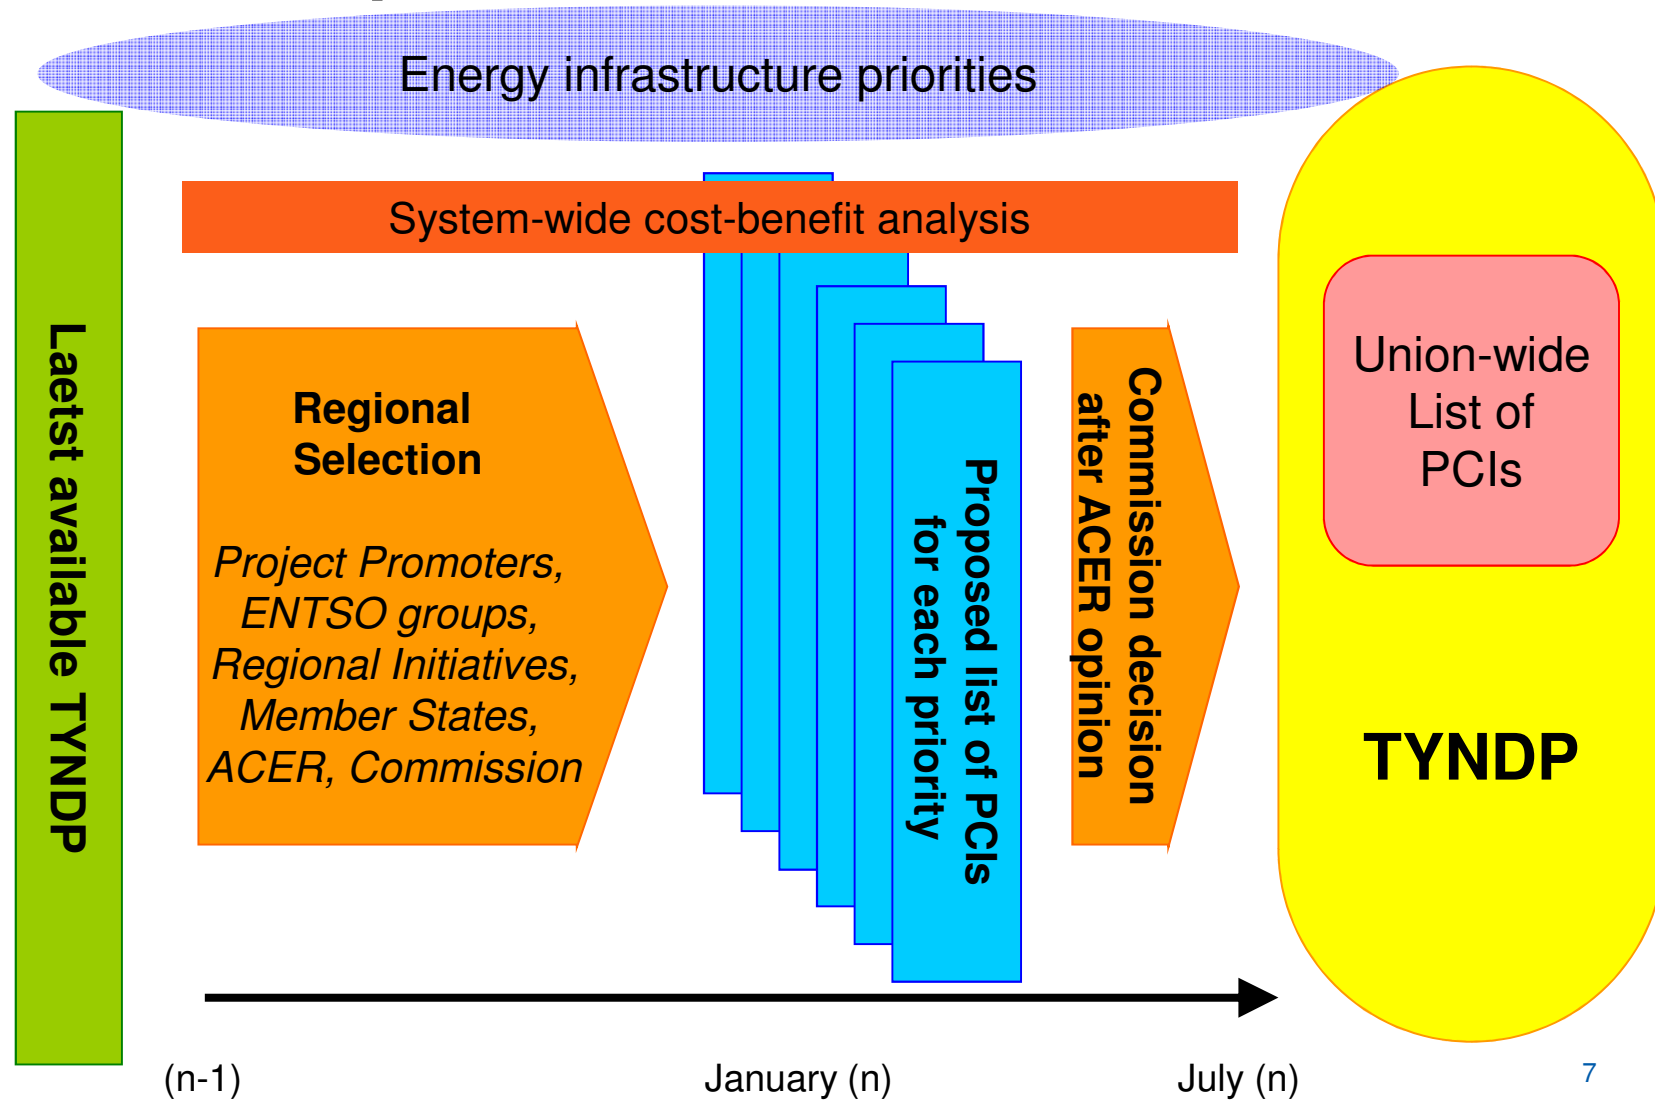 Energy infrastructure priorities
System-wide cost-benefit analysis
Laetst available TYNDP
Regional
Selection
Project Promoters,
ENTSO groups,
Regional Initiatives,
Member States,
ACER, Commission
Proposed list of PCIs
for each priority
Commission decision
after ACER opinion
Union-wide
List of
PCIs
TYNDP
(n-1)
January (n)
July (n)
7